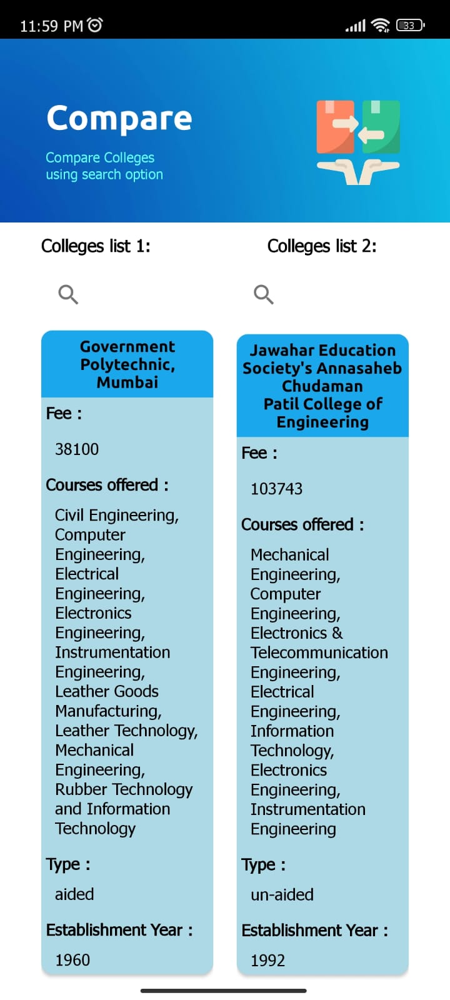 11:59 PM
33
Compare
Compare Colleges
using search option
Colleges list 1:
Colleges list 2:
Government
Polytechnic,
Mumbai
Fee :
38100
Courses offered :
Civil Engineering,
Computer
Engineering,
Electrical
Engineering,
Electronics
Engineering,
Instrumentation
Engineering,
Leather Goods
Manufacturing,
Leather Technology,
Mechanical
Engineering,
Rubber Technology
and Information
Technology
Type :
aided
Establishment Year :
1960
Jawahar Education
Society's Annasaheb
Chudaman
Patil College of
Engineering
Fee :
103743
Courses offered :
Mechanical
Engineering,
Computer
Engineering,
Electronics &
Telecommunication
Engineering,
Electrical
Engineering,
Information
Technology,
Electronics
Engineering,
Instrumentation
Engineering
Type :
un-aided
Establishment Year :
1992